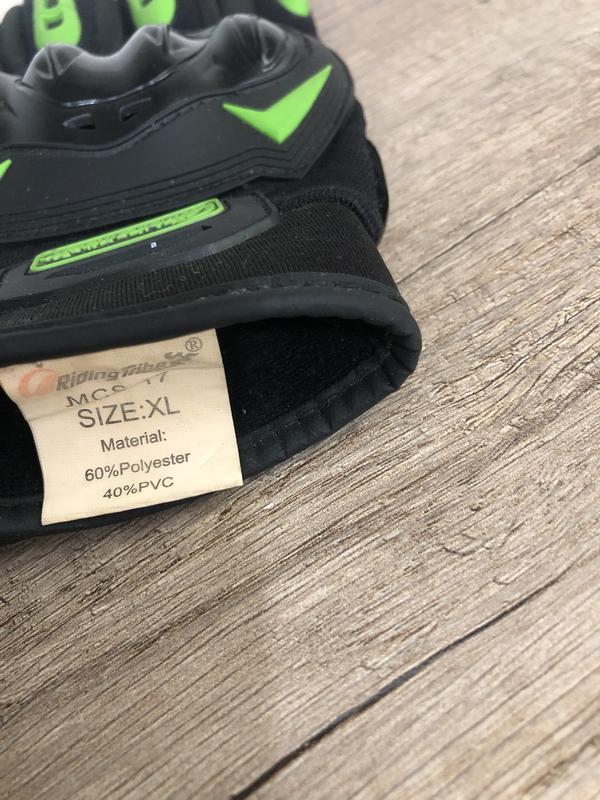 Riding Tribe ®
SIZE:XL
Material:
60%Polyester
40%PVC